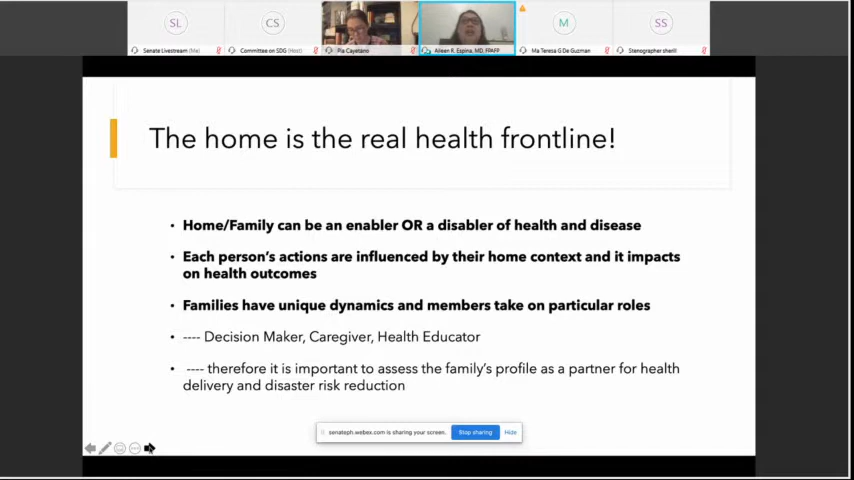 SL
CS
M
SS
Senate Livestream (Me)
Committee on SDG (Host)
Pia Cayetano
Aileen R. Espina, MD, FPAFP
Ma Teresa G De Guzman
Stenographer sherill
The home is the real health frontline!
• Home/Family can be an enabler OR a disabler of health and disease
• Each person's actions are influenced by their home context and it impacts
on health outcomes
• Families have unique dynamics and members take on particular roles
• ---- Decision Maker, Caregiver, Health Educator
• ---- therefore it is important to assess the family's profile as a partner for health
delivery and disaster risk reduction
senateph.webex.com is sharing your screen.
Stop sharing
Hide